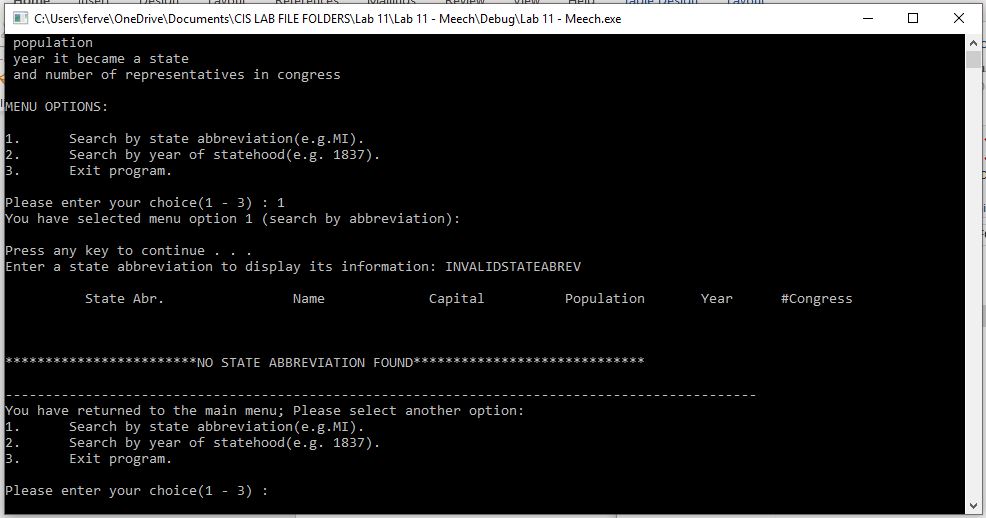 C:\Users\ferve\OneDrive\Documents\CIS LAB FILE FOLDERS\Lab 11\Lab 11 - Meech\Debug\Lab 11 - Meech.exe
population
year it became a state
and number of representatives in congress
MENU OPTIONS:
1. Search by state abbreviation(e.g.MI).
2. Search by year of statehood(e.g. 1837).
3. Exit program.
Please enter your choice(1 - 3) : 1
You have selected menu option 1 (search by abbreviation):
Press any key to continue . . .
Enter a state abbreviation to display its information: INVALIDSTATEABREV
State Abr. Name Capital Population Year #Congress
************************NO STATE ABBREVIATION FOUND*****************************
----------------------------------------------------------------------------------------------
You have returned to the main menu; Please select another option:
1. Search by state abbreviation(e.g.MI).
2. Search by year of statehood(e.g. 1837).
3. Exit program.
Please enter your choice(1 - 3) :